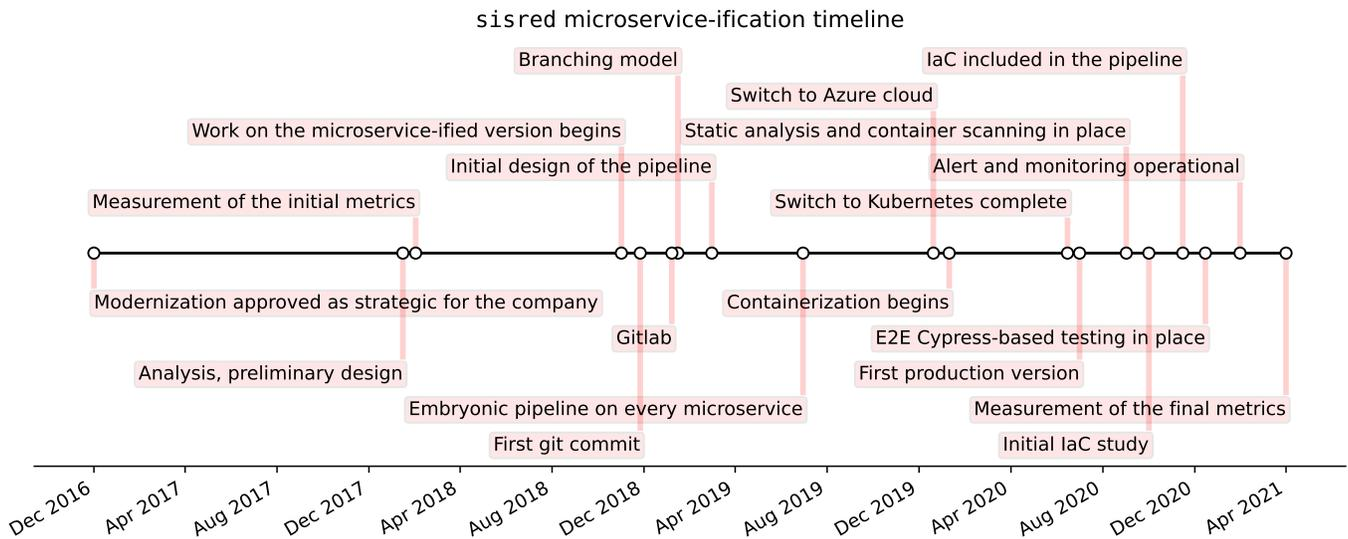 sisred microservice-ification timeline
Branching model
IaC included in the pipeline
Switch to Azure cloud
Work on the microservice-ified version begins
Static analysis and container scanning in place
Initial design of the pipeline
Alert and monitoring operational
Measurement of the initial metrics
Switch to Kubernetes complete
Modernization approved as strategic for the company
Containerization begins
Gitlab
E2E Cypress-based testing in place
Analysis, preliminary design
First production version
Embryonic pipeline on every microservice
Measurement of the final metrics
First git commit
Initial IaC study
Dec 2016
Apr 2017
Aug 2017
Dec 2017
Apr 2018
Aug 2018
Dec 2018
Apr 2019
Aug 2019
Dec 2019
Apr 2020
Aug 2020
Dec 2020
Apr 2021